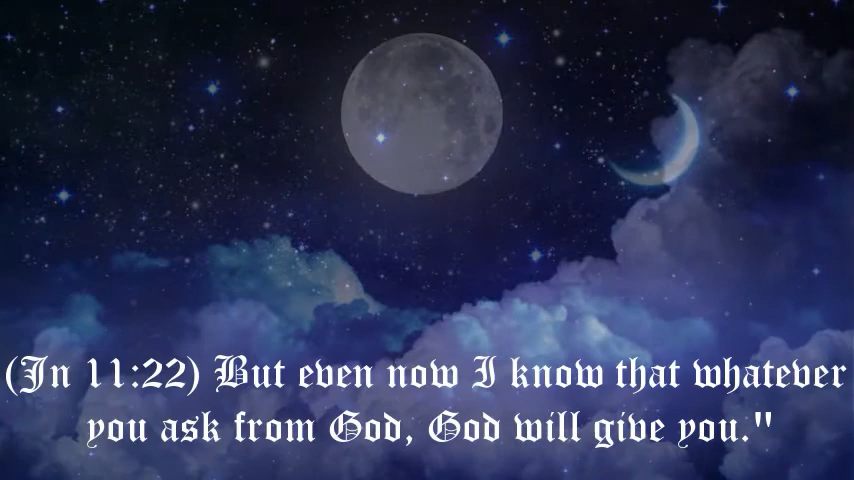 (Jn 11:22) But even now I know that whatever
you ask from God, God will give you."